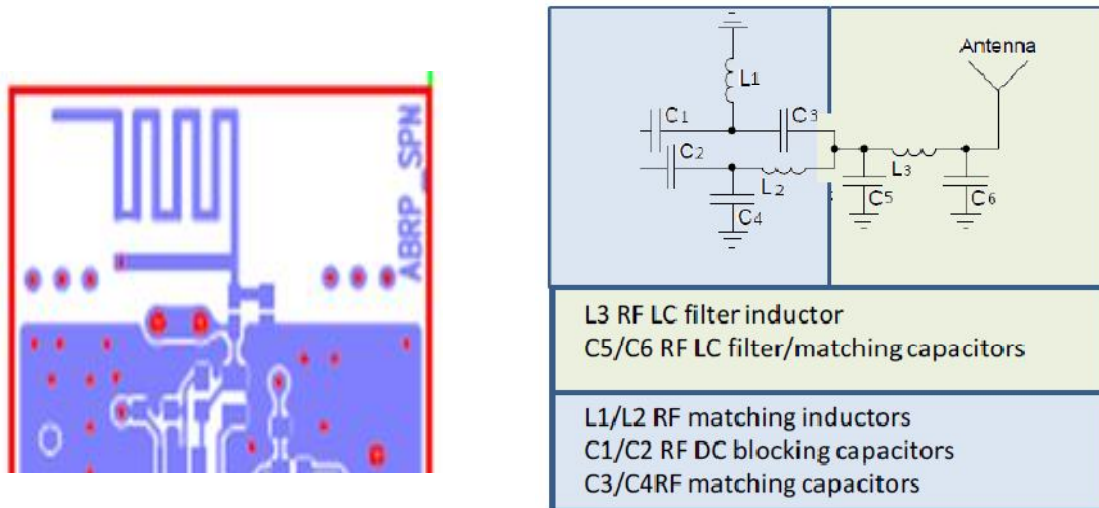 ABRP_SPN
L1
Antenna
C1
C3
C2
L2
L3
C4
C5
C6
L3 RF LC filter inductor
C5/C6 RF LC filter/matching capacitors
L1/L2 RF matching inductors
C1/C2 RF DC blocking capacitors
C3/C4RF matching capacitors